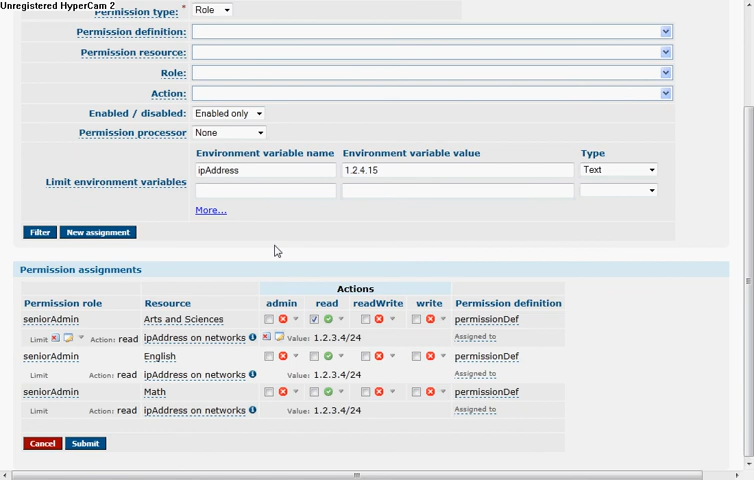 Unregistered HyperCam 2
Permission type: * Role
Permission definition:
Permission resource:
Role:
Action:
Enabled / disabled: Enabled only
Permission processor None
Environment variable name Environment variable value Type
Limit environment variables ipAddress 1.2.4.15 Text
More...
Filter New assignment
Permission assignments
Actions
Permission role Resource admin read readWrite write Permission definition
seniorAdmin Arts and Sciences permissionDef
Limit Action: read ipAddress on networks Value: 1.2.3.4/24 Assigned to
seniorAdmin English permissionDef
Limit Action: read ipAddress on networks Value: 1.2.3.4/24 Assigned to
seniorAdmin Math permissionDef
Limit Action: read ipAddress on networks Value: 1.2.3.4/24 Assigned to
Cancel Submit